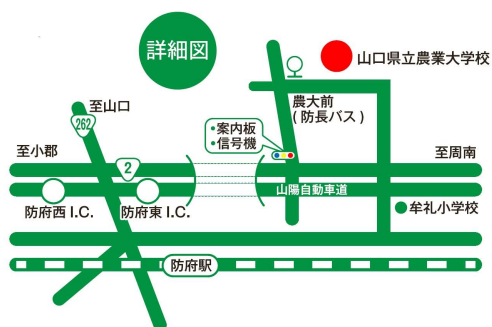 詳細図
山口県立農業大学校
至山口
262
農大前
(防長バス)
•案内板
•信号機
至小郡
2
至周南
山陽自動車道
防府西 I.C.
防府東 I.C.
牟礼小学校
防府駅